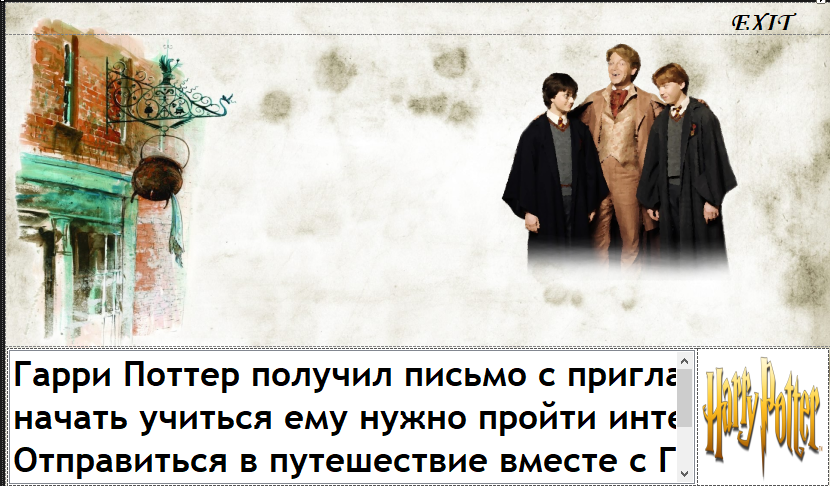 EXIT
Гарри Поттер получил письмо с пригла
начать учиться ему нужно пройти инте
Отправиться в путешествие вместе с Г
Harry Potter